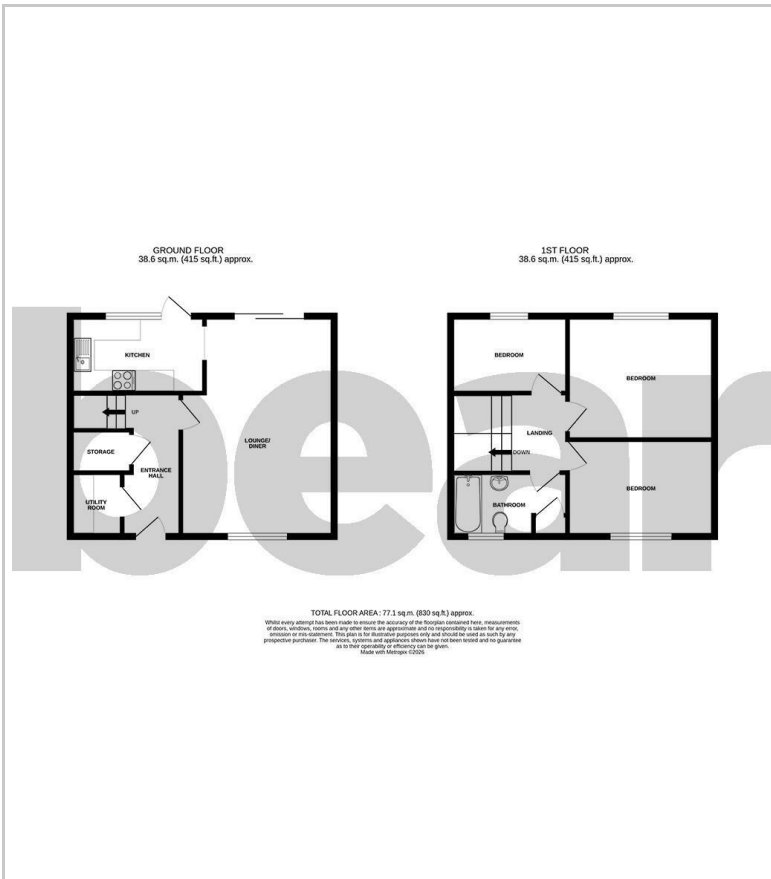 GROUND FLOOR
38.6 sq.m. (415 sq.ft.) approx.
KITCHEN
UP
STORAGE
ENTRANCE
HALL
UTILITY
ROOM
LOUNGE/
DINER
1ST FLOOR
38.6 sq.m. (415 sq.ft.) approx.
BEDROOM
BEDROOM
LANDING
DOWN
BATHROOM
BEDROOM
bear
TOTAL FLOOR AREA : 77.1 sq.m. (830 sq.ft.) approx.
Whilst every attempt has been made to ensure the accuracy of the floorplan contained here, measurements
of doors, windows, rooms and any other items are approximate and no responsibility is taken for any error,
omission or mis-statement. This plan is for illustrative purposes only and should be used as such by any
prospective purchaser. The services, systems and appliances shown have not been tested and no guarantee
as to their operability or efficiency can be given.
Made with Metropix ©2026